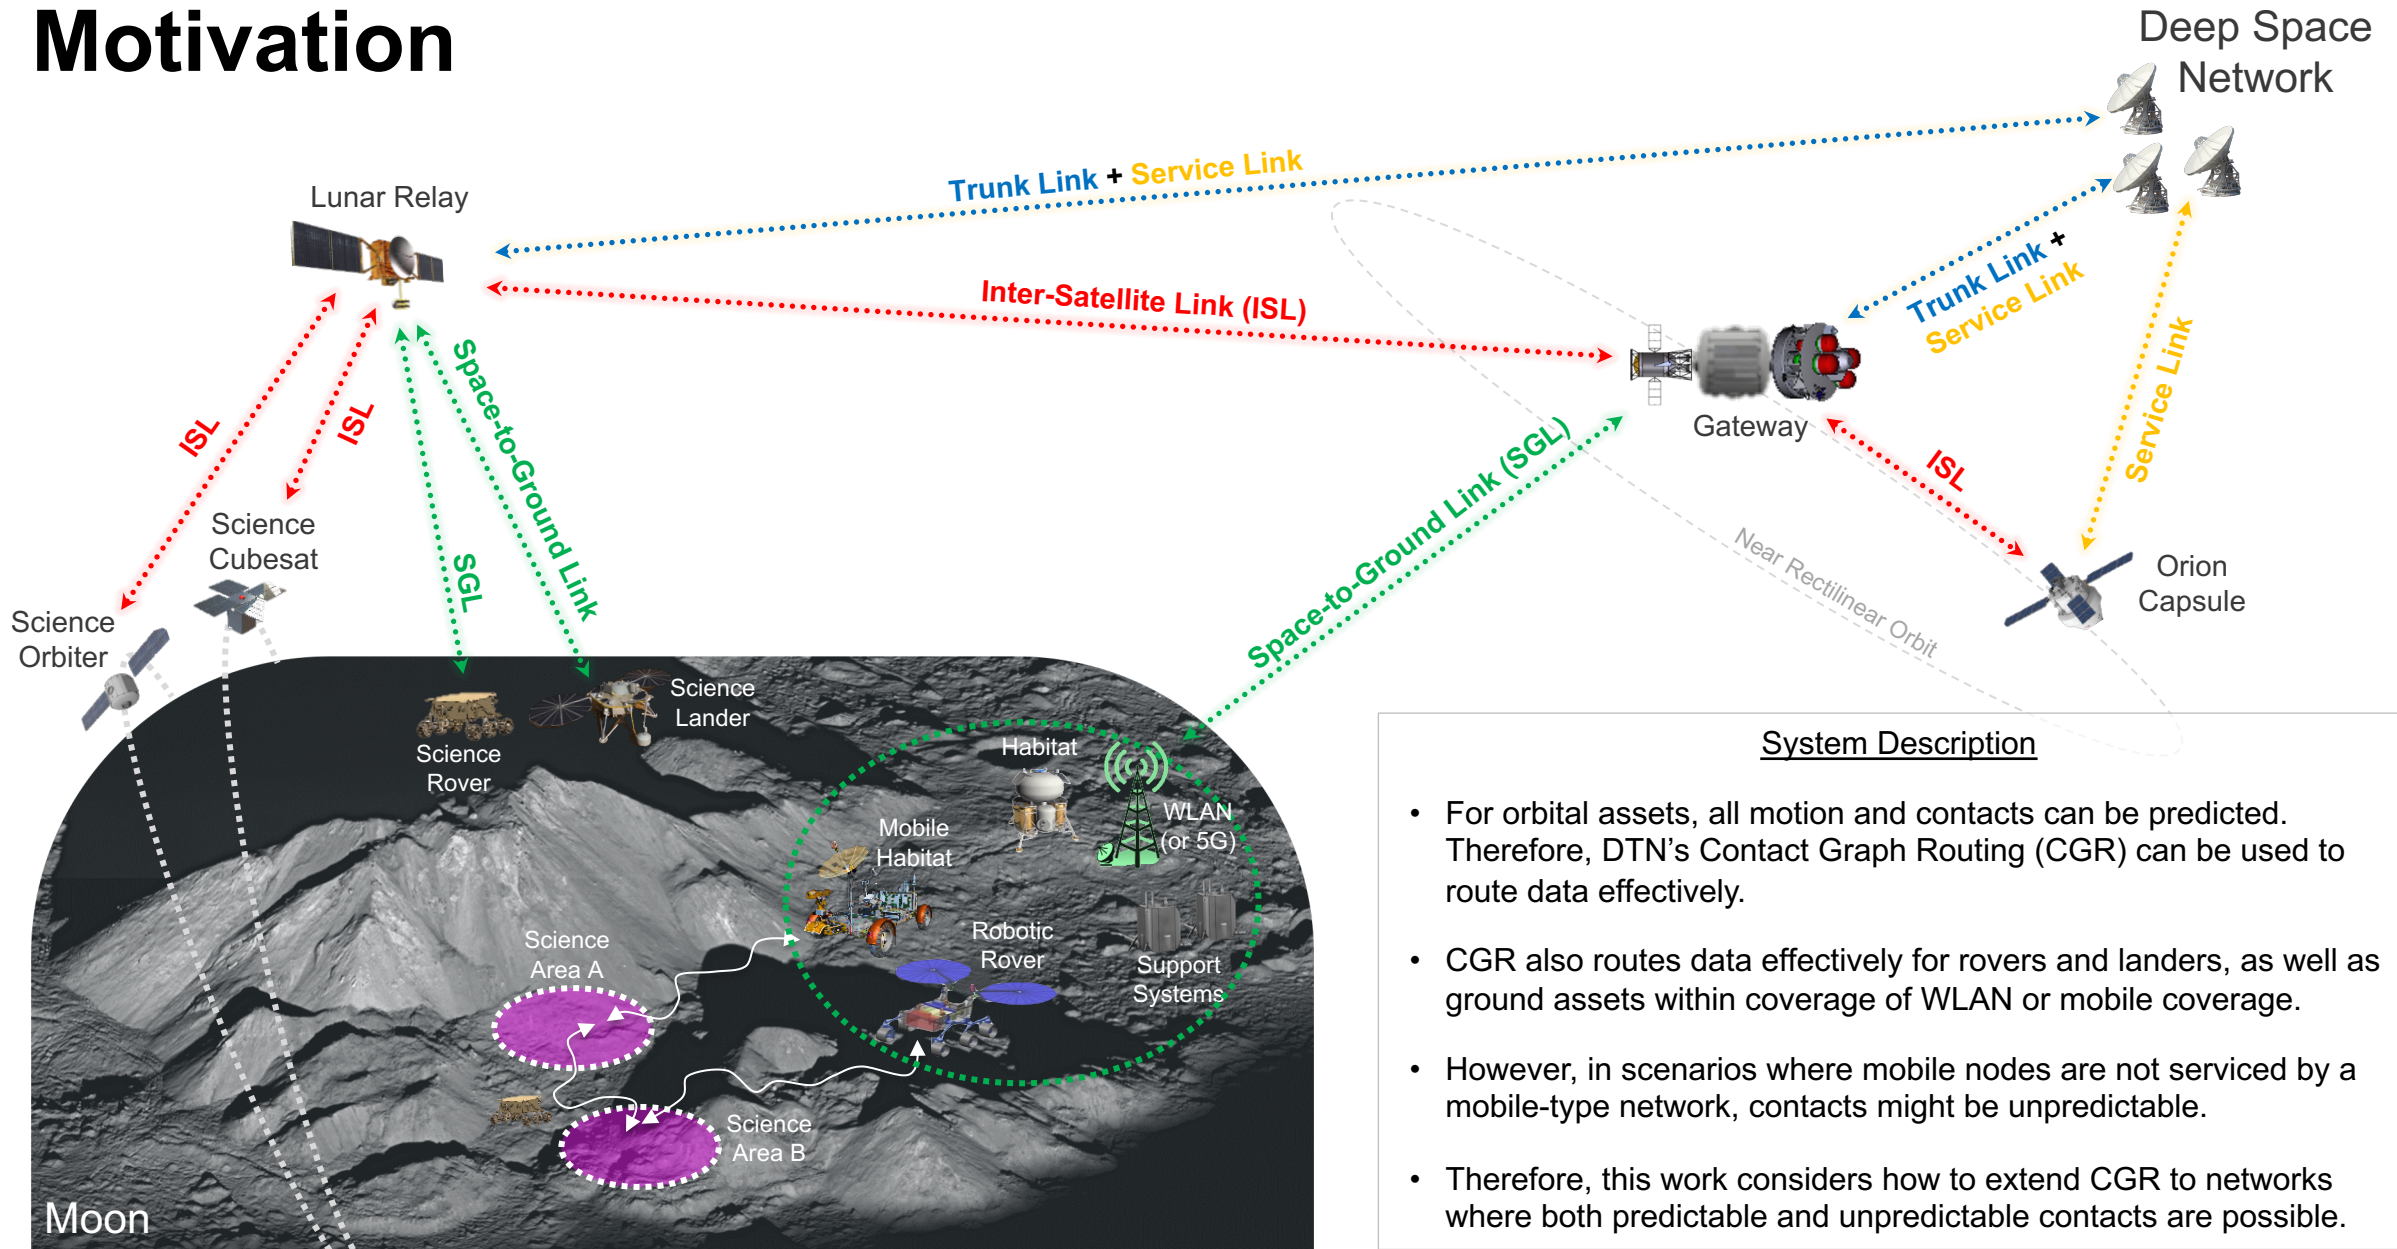 Motivation
Deep Space
Network
Lunar Relay
Trunk Link + Service Link
Inter-Satellite Link (ISL)
Trunk Link +
Service Link
Service Link
Gateway
ISL
ISL
ISL
Space-to-Ground Link
SGL
Space-to-Ground Link (SGL)
Near Rectilinear Orbit
Orion
Capsule
Science
Cubesat
Science
Orbiter
Science
Lander
Science
Rover
Habitat
WLAN
(or 5G)
Mobile
Habitat
Robotic
Rover
Support
Systems
Science
Area A
Science
Area B
Moon
System Description
• For orbital assets, all motion and contacts can be predicted.
Therefore, DTN’s Contact Graph Routing (CGR) can be used to
route data effectively.
• CGR also routes data effectively for rovers and landers, as well as
ground assets within coverage of WLAN or mobile coverage.
• However, in scenarios where mobile nodes are not serviced by a
mobile-type network, contacts might be unpredictable.
• Therefore, this work considers how to extend CGR to networks
where both predictable and unpredictable contacts are possible.